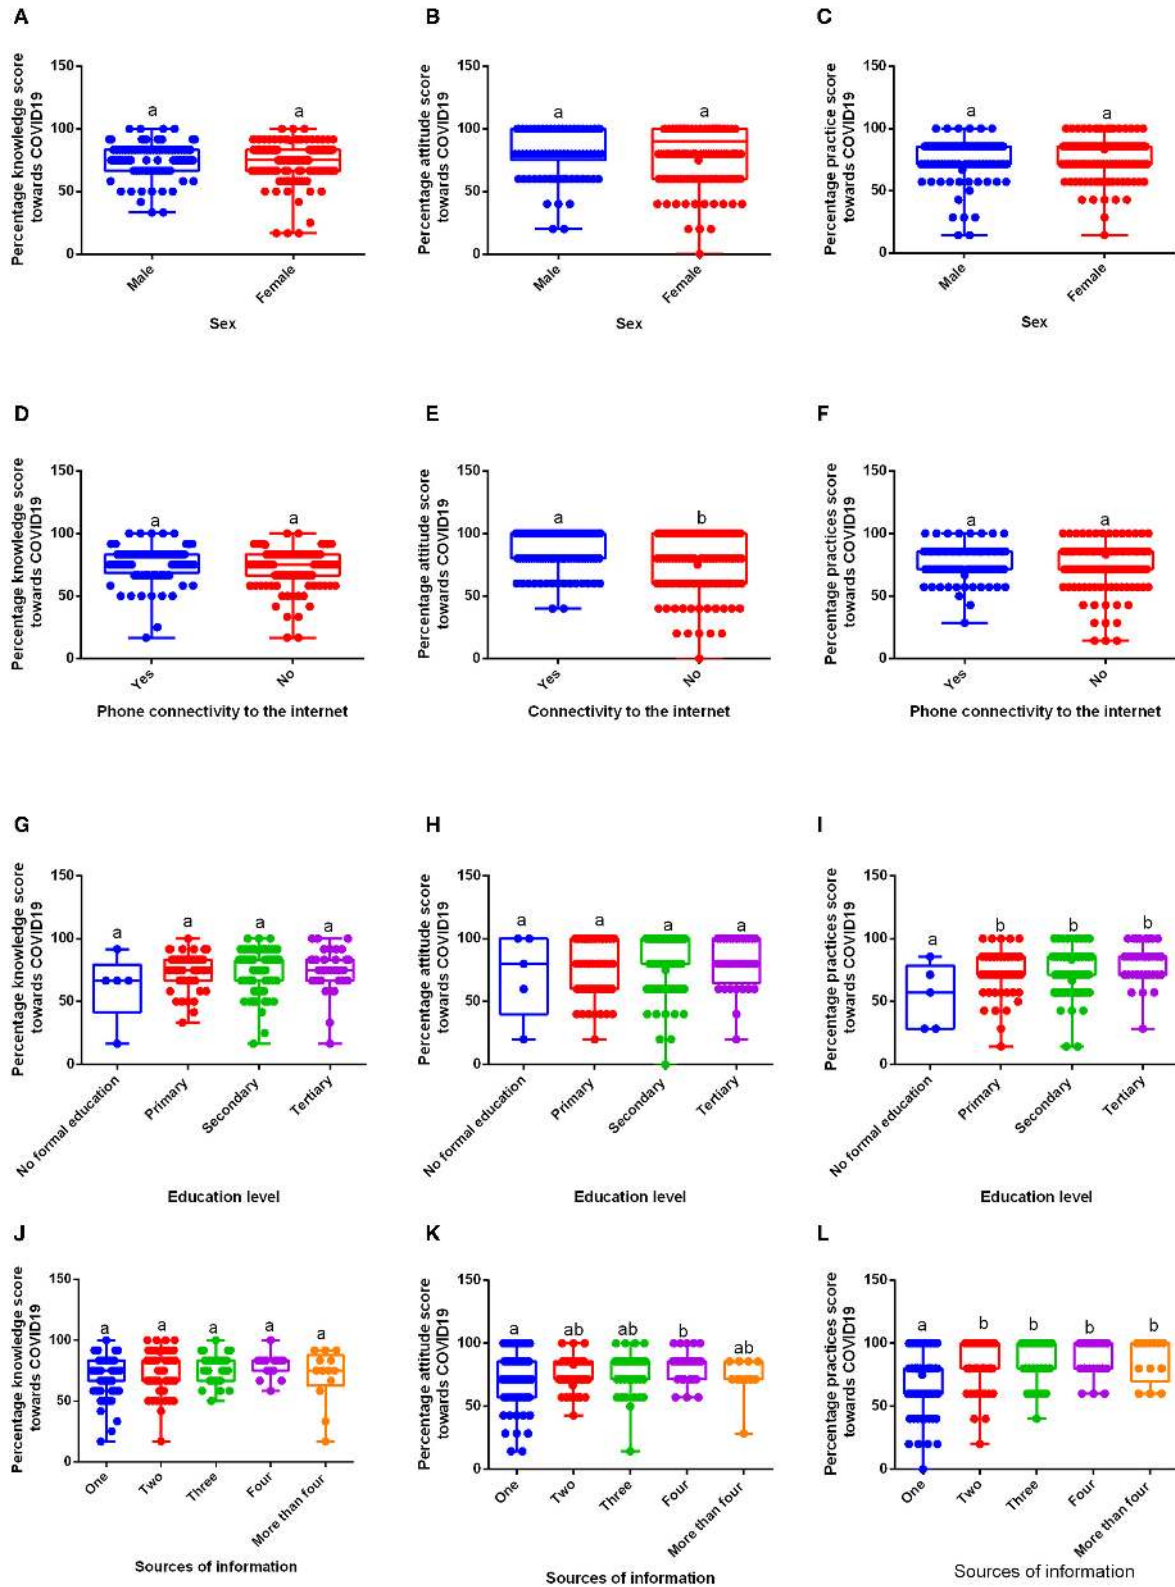 A
Percentage knowledge score
towards COVID19
150
100
50
0
a
a
Male
Female
Sex
B
Percentage attitude score
towards COVID19
150
100
50
0
a
a
Male
Female
Sex
C
Percentage practice score
towards COVID19
150
100
50
0
a
a
Male
Female
Sex
D
Percentage knowledge score
towards COVID19
150
100
50
0
a
a
Yes
No
Phone connectivity to the internet
E
Percentage attitude score
towards COVID19
150
100
50
0
a
b
Yes
No
Connectivity to the internet
F
Percentage practices score
towards COVID19
150
100
50
0
a
a
Yes
No
Phone connectivity to the internet
G
Percentage knowledge score
towards COVID19
150
100
50
0
a
a
a
a
No formal education
Primary
Secondary
Tertiary
Education level
H
Percentage attitude score
towards COVID19
150
100
50
0
a
a
a
a
No formal education
Primary
Secondary
Tertiary
Education level
I
Percentage practices score
towards COVID19
150
100
50
0
a
b
b
b
No formal education
Primary
Secondary
Tertiary
Education level
J
Percentage knowledge score
towards COVID19
150
100
50
0
a
a
a
a
a
One
Two
Three
Four
More than four
Sources of information
K
Percentage attitude score
towards COVID19
150
100
50
0
a
ab
ab
b
ab
One
Two
Three
Four
More than four
Sources of information
L
Percentage practices score
towards COVID19
150
100
50
0
a
b
b
b
b
One
Two
Three
Four
More than four
Sources of information